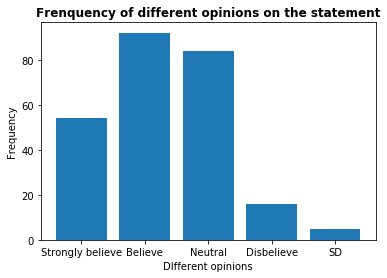 Frenquency of different opinions on the statement
80
60
40
20
0
Frequency
Strongly believe Believe Neutral Disbelieve SD
DIfferent opinions